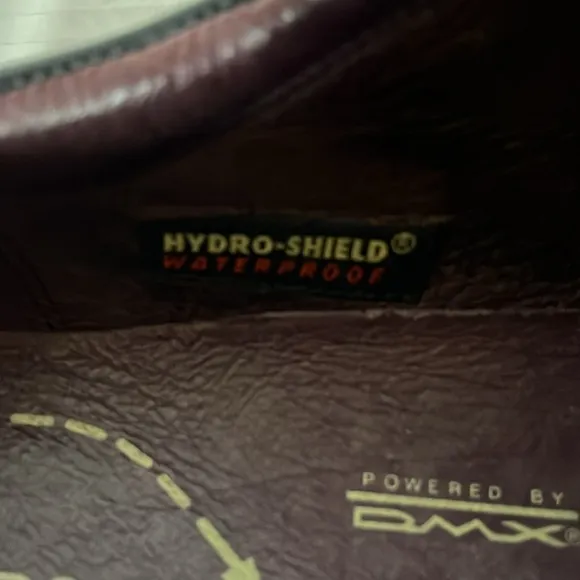 HYDRO-SHIELD®
WATERPROOF
POWERED BY
DMX®